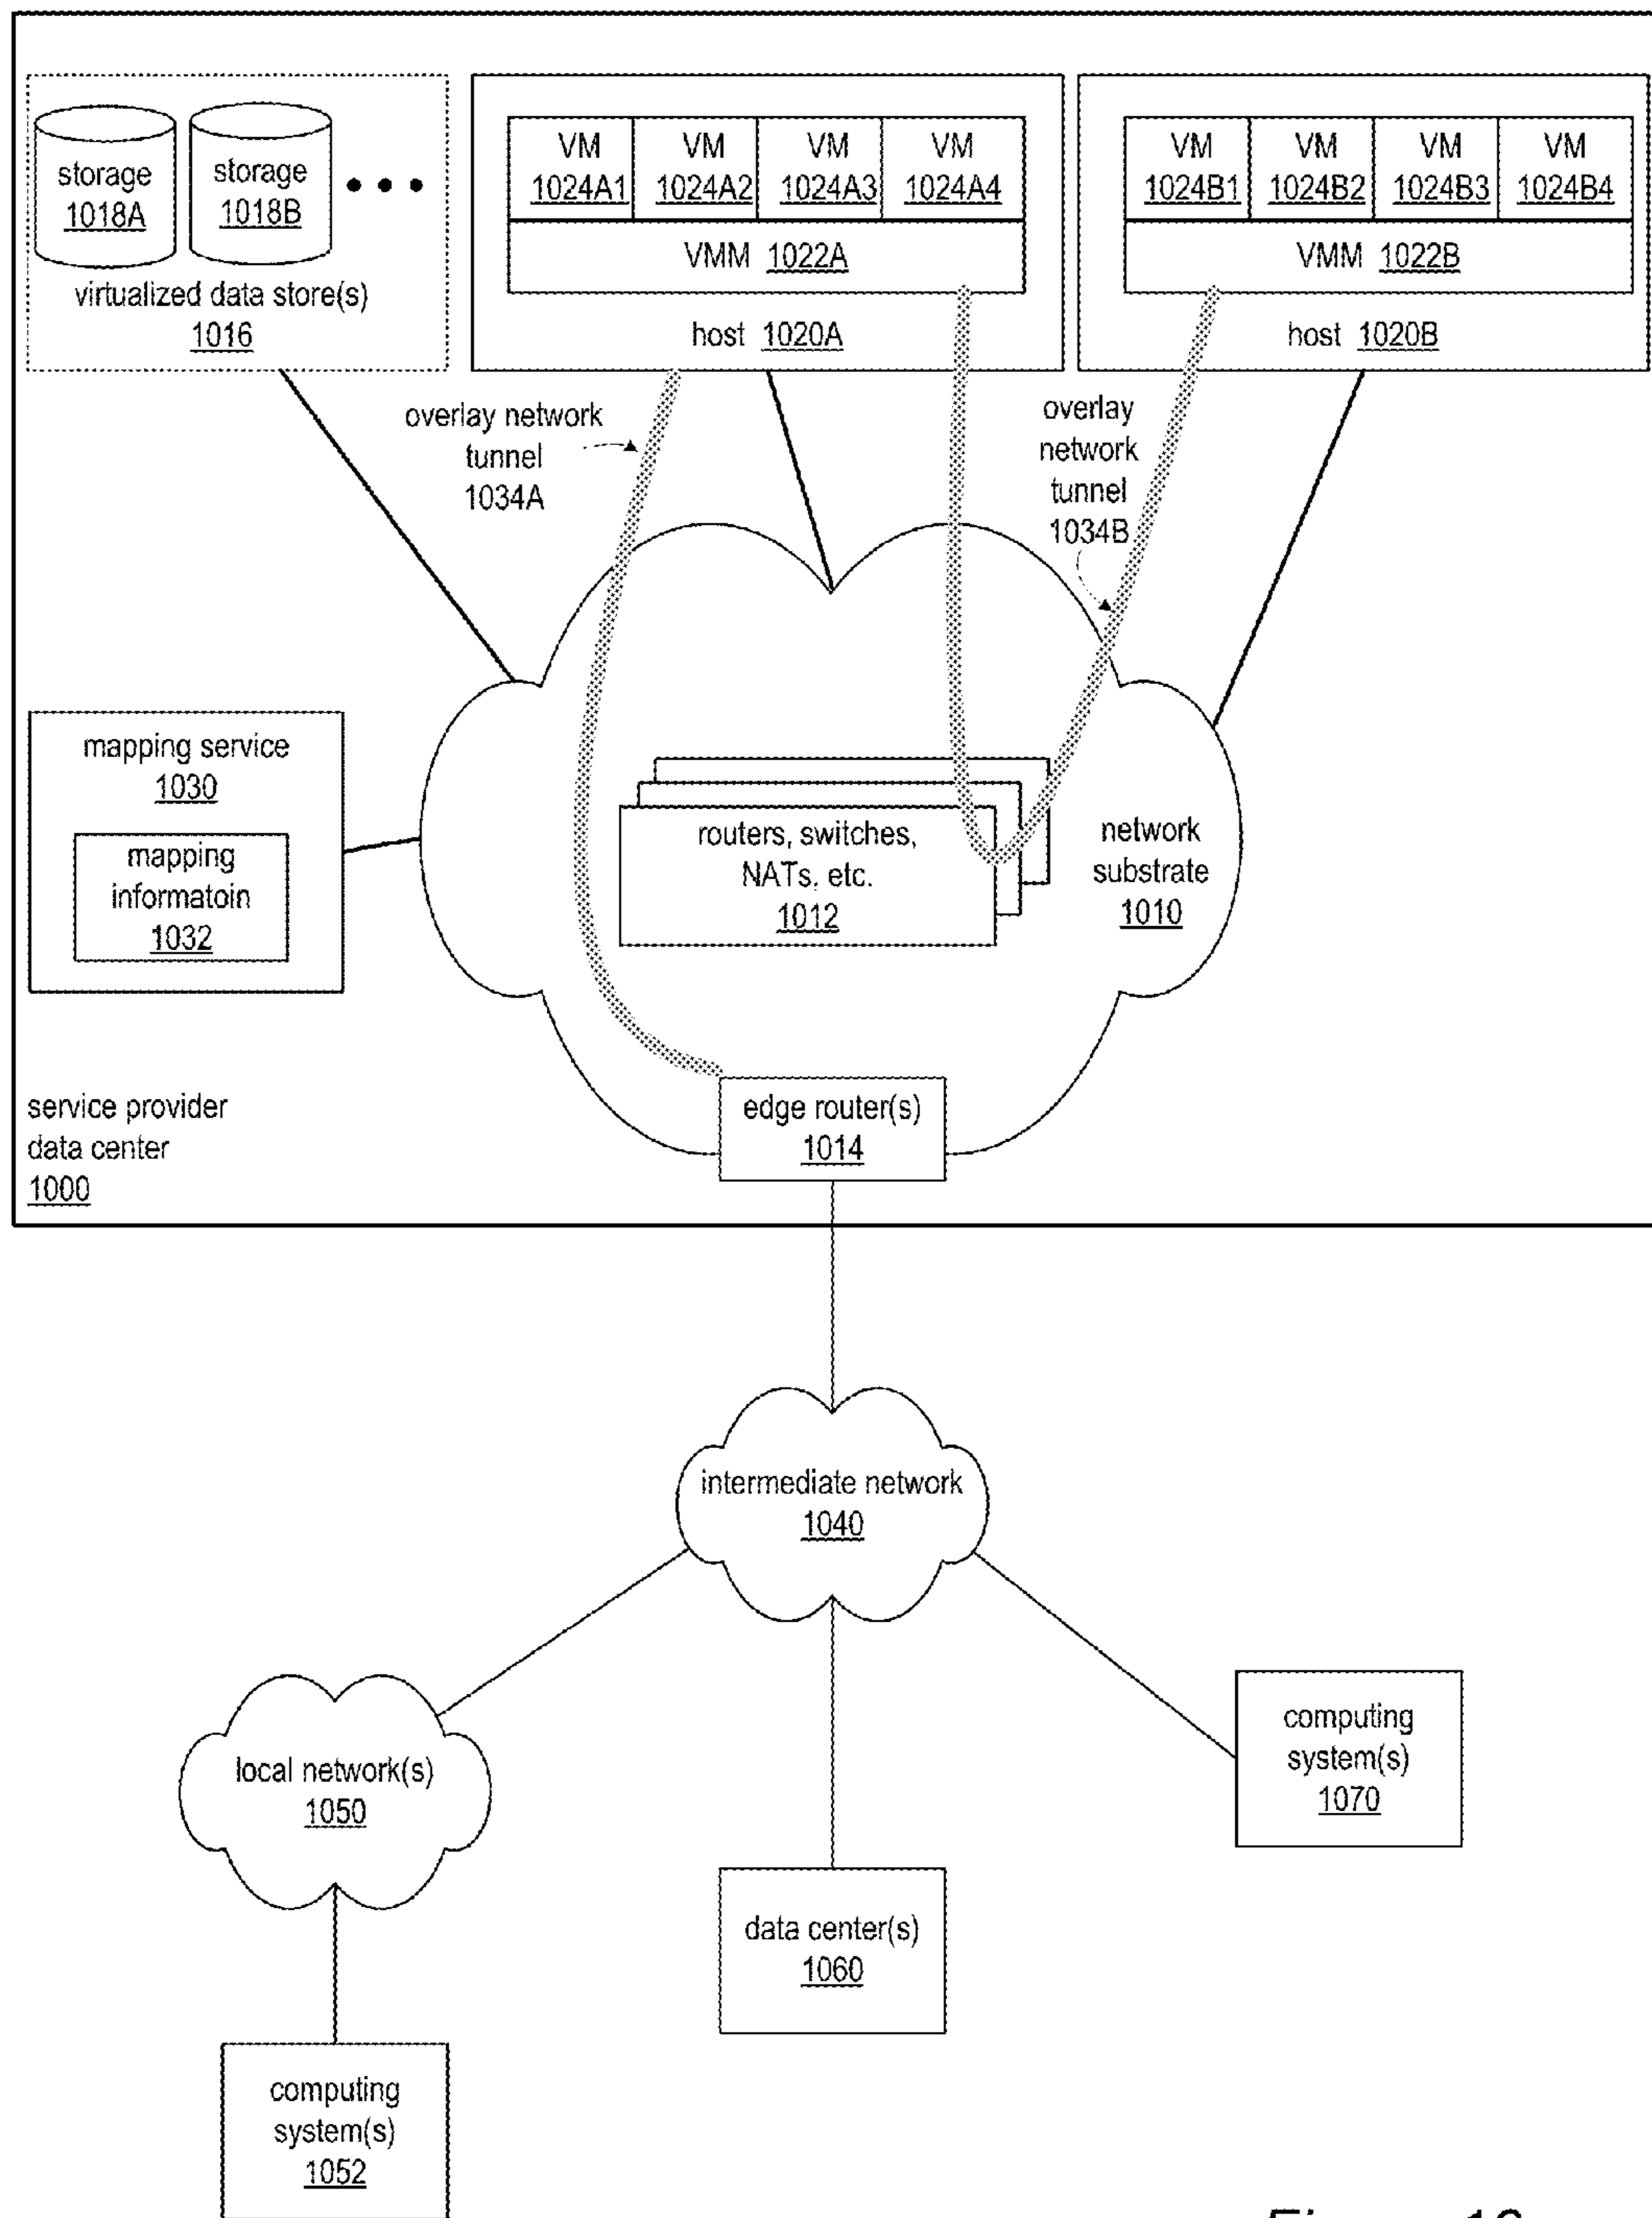 storage
1018A
storage
1018B
virtualized data store(s)
1016
VM
1024A1
VM
1024A2
VM
1024A3
VM
1024A4
VMM 1022A
host 1020A
VM
1024B1
VM
1024B2
VM
1024B3
VM
1024B4
VMM 1022B
host 1020B
overlay network
tunnel
1034A
overlay
network
tunnel
1034B
mapping service
1030
mapping
informatoin
1032
routers, switches,
NATs, etc.
1012
network
substrate
1010
service provider
data center
1000
edge router(s)
1014
intermediate network
1040
local network(s)
1050
computing
system(s)
1070
data center(s)
1060
computing
system(s)
1052